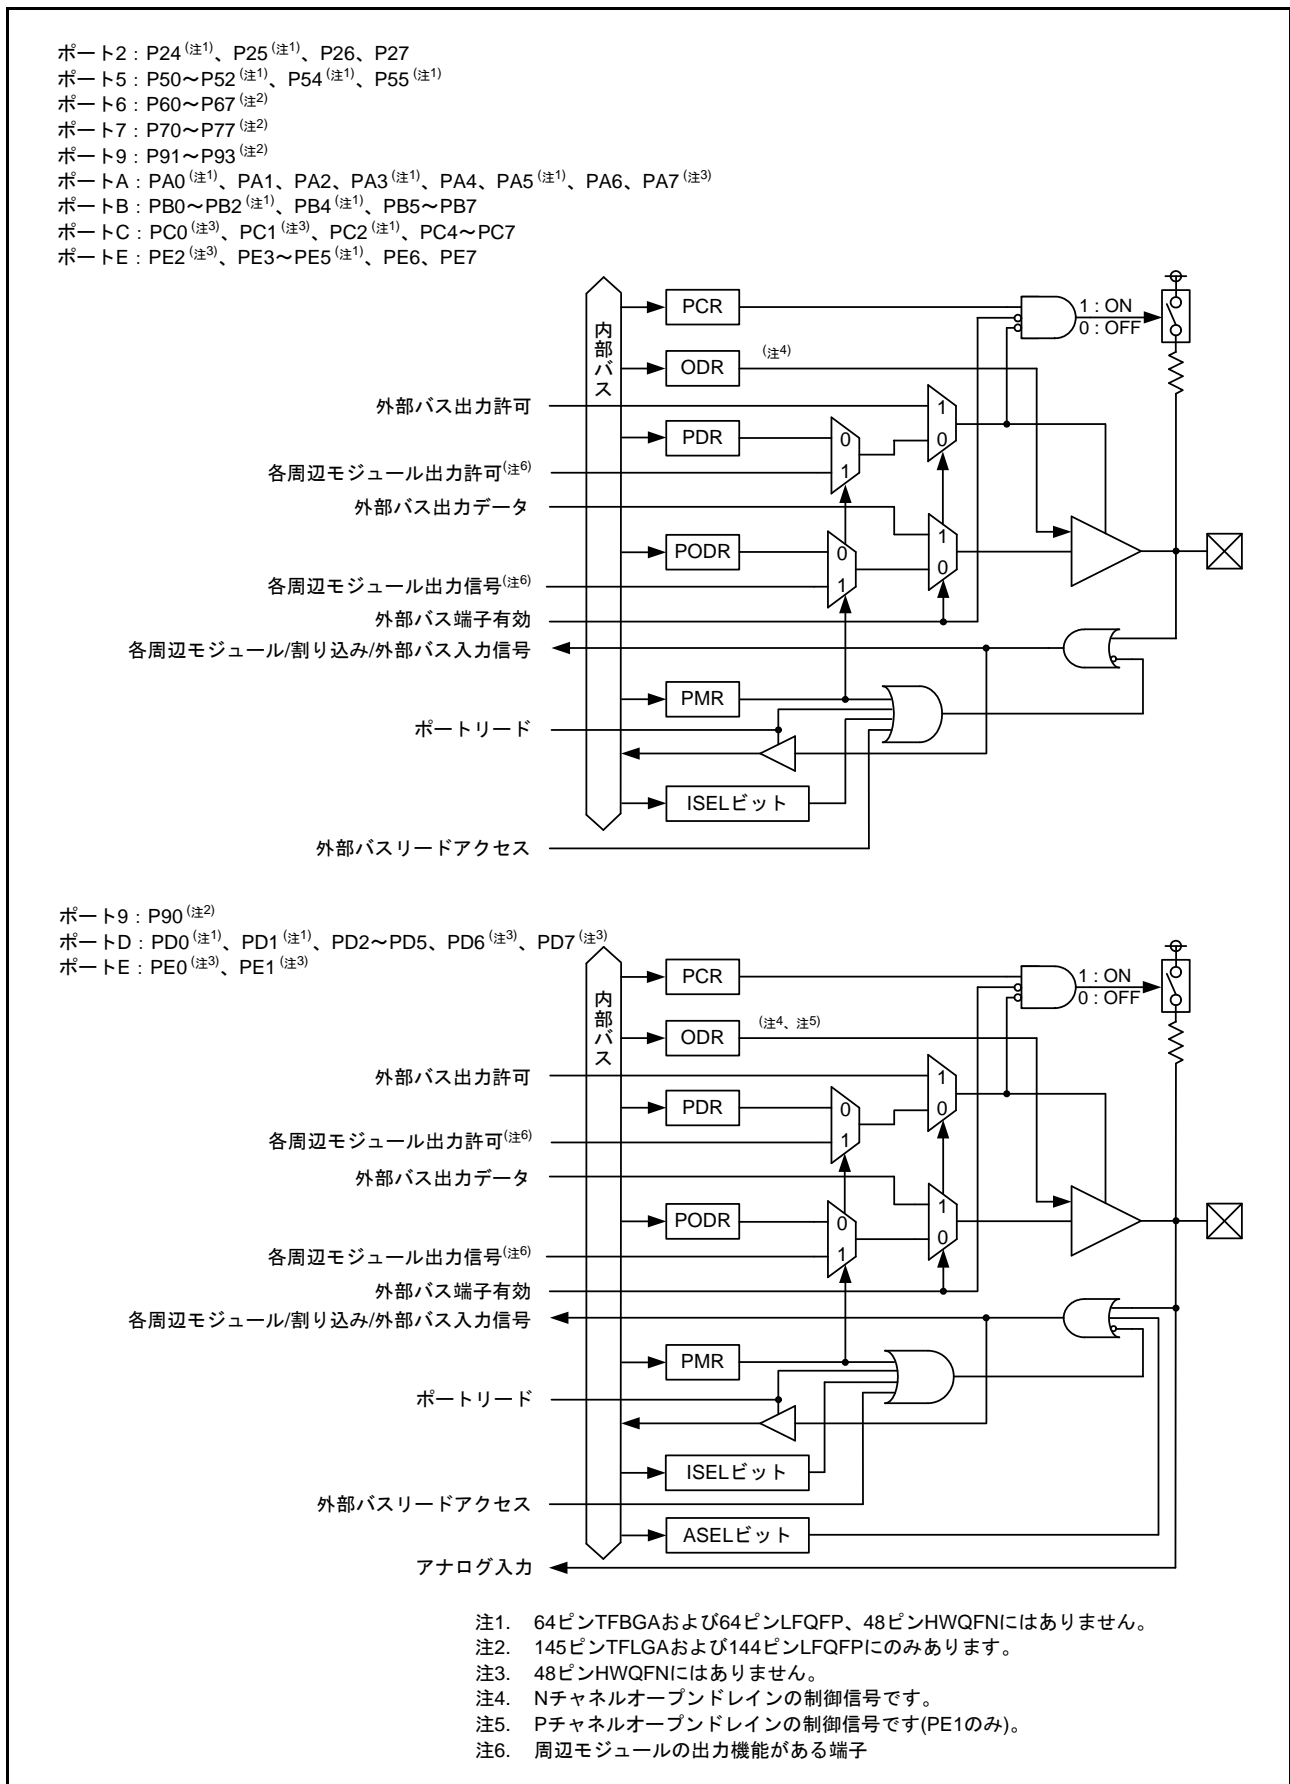 ポート2 : P24(注1)、P25(注1)、P26、P27
ポート5 : P50～P52(注1)、P54(注1)、P55(注1)
ポート6 : P60～P67(注2)
ポート7 : P70～P77(注2)
ポート9 : P91～P93(注2)
ポートA : PA0(注1)、PA1、PA2、PA3(注1)、PA4、PA5(注1)、PA6、PA7(注3)
ポートB : PB0～PB2(注1)、PB4(注1)、PB5～PB7
ポートC : PC0(注3)、PC1(注3)、PC2(注1)、PC4～PC7
ポートE : PE2(注3)、PE3～PE5(注1)、PE6、PE7
内部バス
PCR
1 : ON
0 : OFF
ODR
(注4)
外部バス出力許可
1
PDR
0
0
各周辺モジュール出力許可(注6)
1
外部バス出力データ
1
PODR
0
0
各周辺モジュール出力信号(注6)
1
外部バス端子有効
各周辺モジュール/割り込み/外部バス入力信号
PMR
ポートリード
ISELビット
外部バスリードアクセス
ポート9 : P90(注2)
ポートD : PD0(注1)、PD1(注1)、PD2～PD5、PD6(注3)、PD7(注3)
ポートE : PE0(注3)、PE1(注3)
内部バス
PCR
1 : ON
0 : OFF
ODR
(注4、注5)
外部バス出力許可
1
PDR
0
0
各周辺モジュール出力許可(注6)
1
外部バス出力データ
1
PODR
0
0
各周辺モジュール出力信号(注6)
1
外部バス端子有効
各周辺モジュール/割り込み/外部バス入力信号
PMR
ポートリード
ISELビット
外部バスリードアクセス
ASELビット
アナログ入力
注1. 64ピンTFBGAおよび64ピンLFQFP、48ピンHWQFNにはありません。
注2. 145ピンTFLGAおよび144ピンLFQFPにのみあります。
注3. 48ピンHWQFNにはありません。
注4. Nチャネルオープンドレインの制御信号です。
注5. Pチャネルオープンドレインの制御信号です(PE1のみ)。
注6. 周辺モジュールの出力機能がある端子